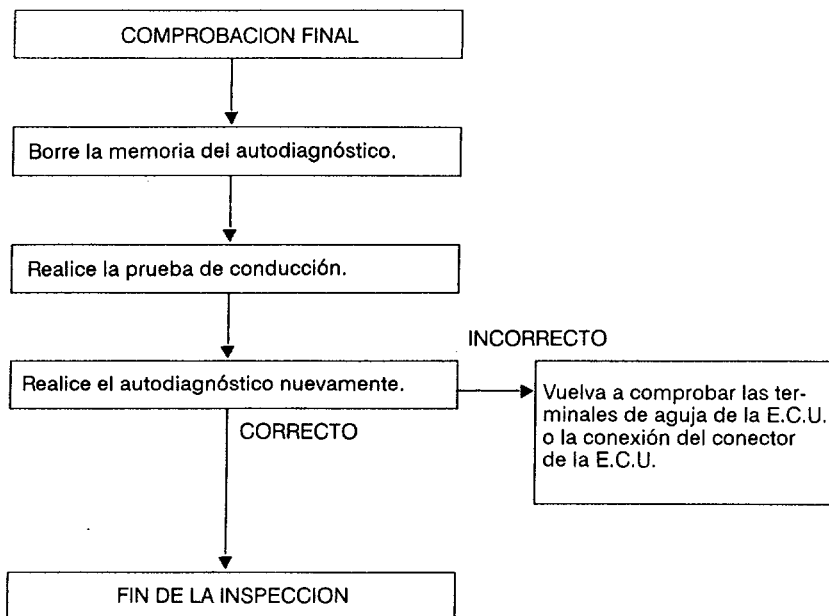 COMPROBACION FINAL
Borre la memoria del autodiagnóstico.
Realice la prueba de conducción.
Realice el autodiagnóstico nuevamente.
INCORRECTO
Vuelva a comprobar las ter-
minales de aguja de la E.C.U.
o la conexión del conector
de la E.C.U.
CORRECTO
FIN DE LA INSPECCION